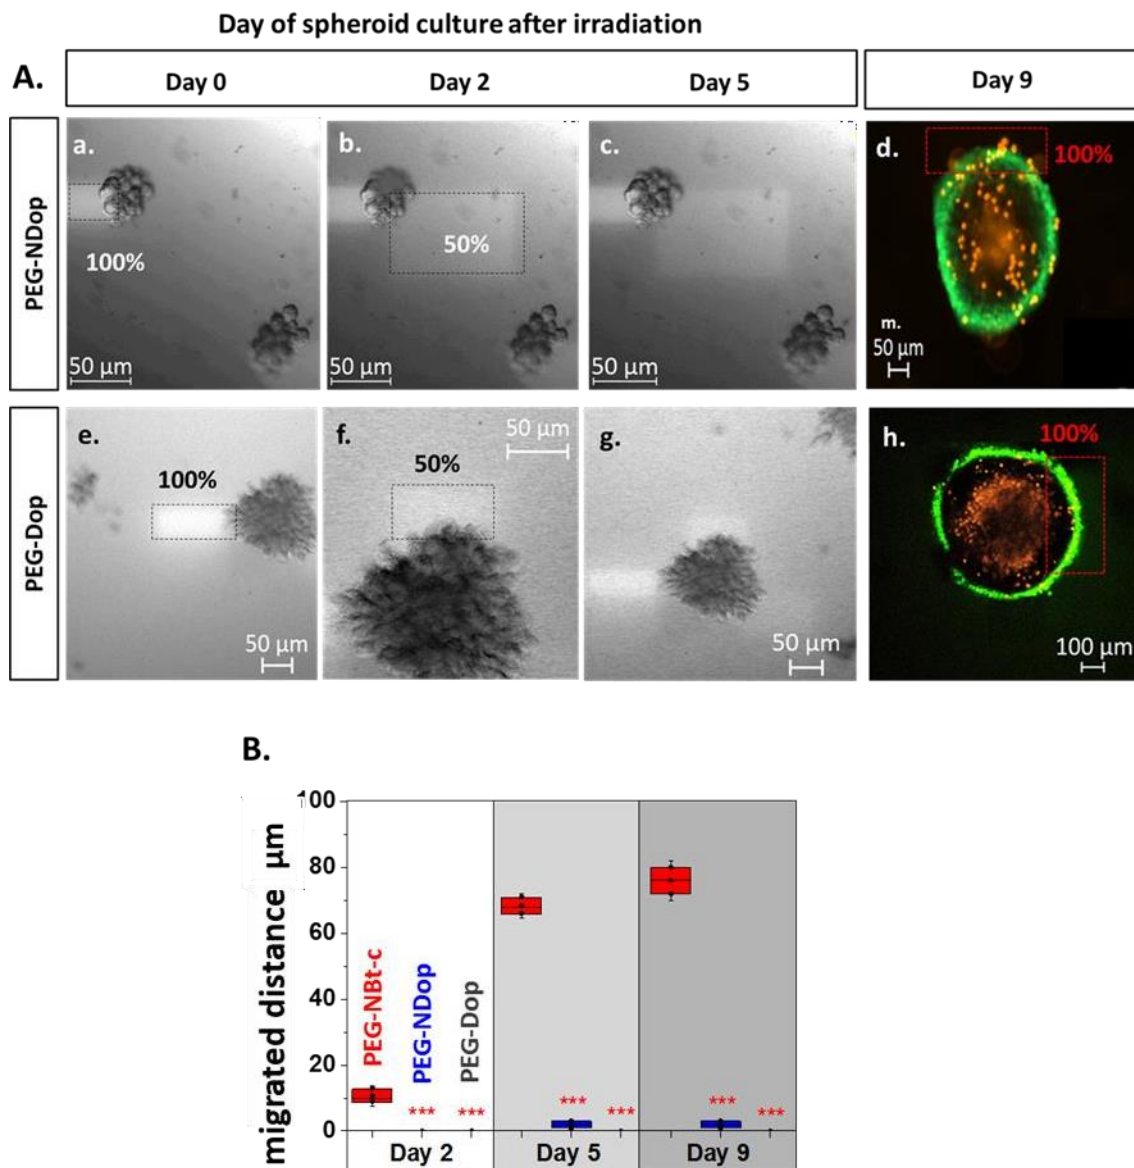 Day of spheroid culture after irradiation
A.
Day 0
Day 2
Day 5
Day 9
PEG-NDop
a.
100%
50 µm
b.
50%
50 µm
c.
50 µm
d.
100%
m.
50 µm
PEG-Dop
e.
100%
50 µm
f.
50 µm
50%
g.
50 µm
h.
100%
100 µm
B.
migrated distance µm
100
80
60
40
20
0
PEG-NBt-c
PEG-NDop
PEG-Dop
***
***
***
***
***
***
Day 2
Day 5
Day 9